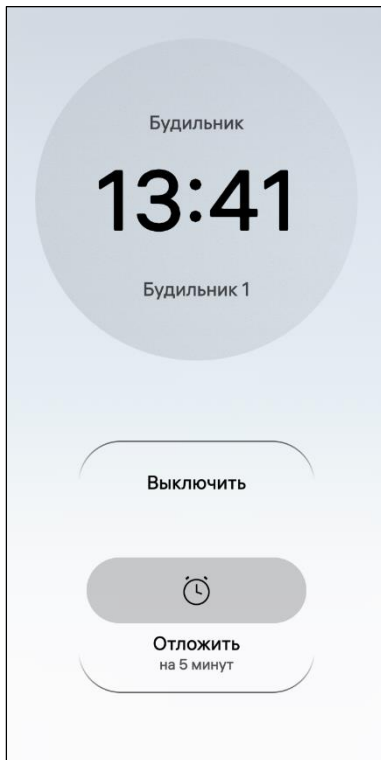 Будильник
13:41
Будильник 1
Выключить
Отложить
на 5 минут